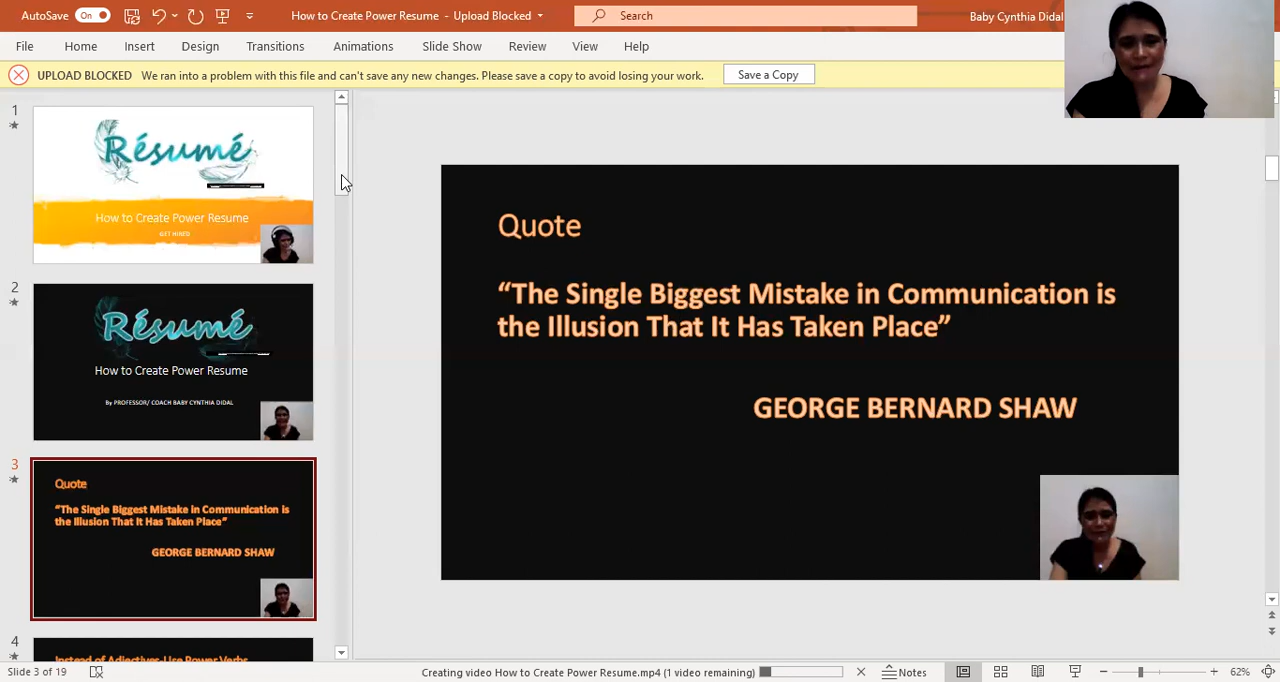 AutoSave On How to Create Power Resume - Upload Blocked Search Baby Cynthia Didal
File Home Insert Design Transitions Animations Slide Show Review View Help
UPLOAD BLOCKED We ran into a problem with this file and can't save any new changes. Please save a copy to avoid losing your work. Save a Copy
1
Résumé
How to Create Power Resume
GET HIRED
2
Résumé
How to Create Power Resume
By PROFESSOR/ COACH BABY CYNTHIA DIDAL
3
Quote
“The Single Biggest Mistake in Communication is
the Illusion That It Has Taken Place”
GEORGE BERNARD SHAW
4
Instead of Adjectives-Use Power Verbs
Quote
“The Single Biggest Mistake in Communication is
the Illusion That It Has Taken Place”
GEORGE BERNARD SHAW
Slide 3 of 19 Creating video How to Create Power Resume.mp4 (1 video remaining) Notes 62%